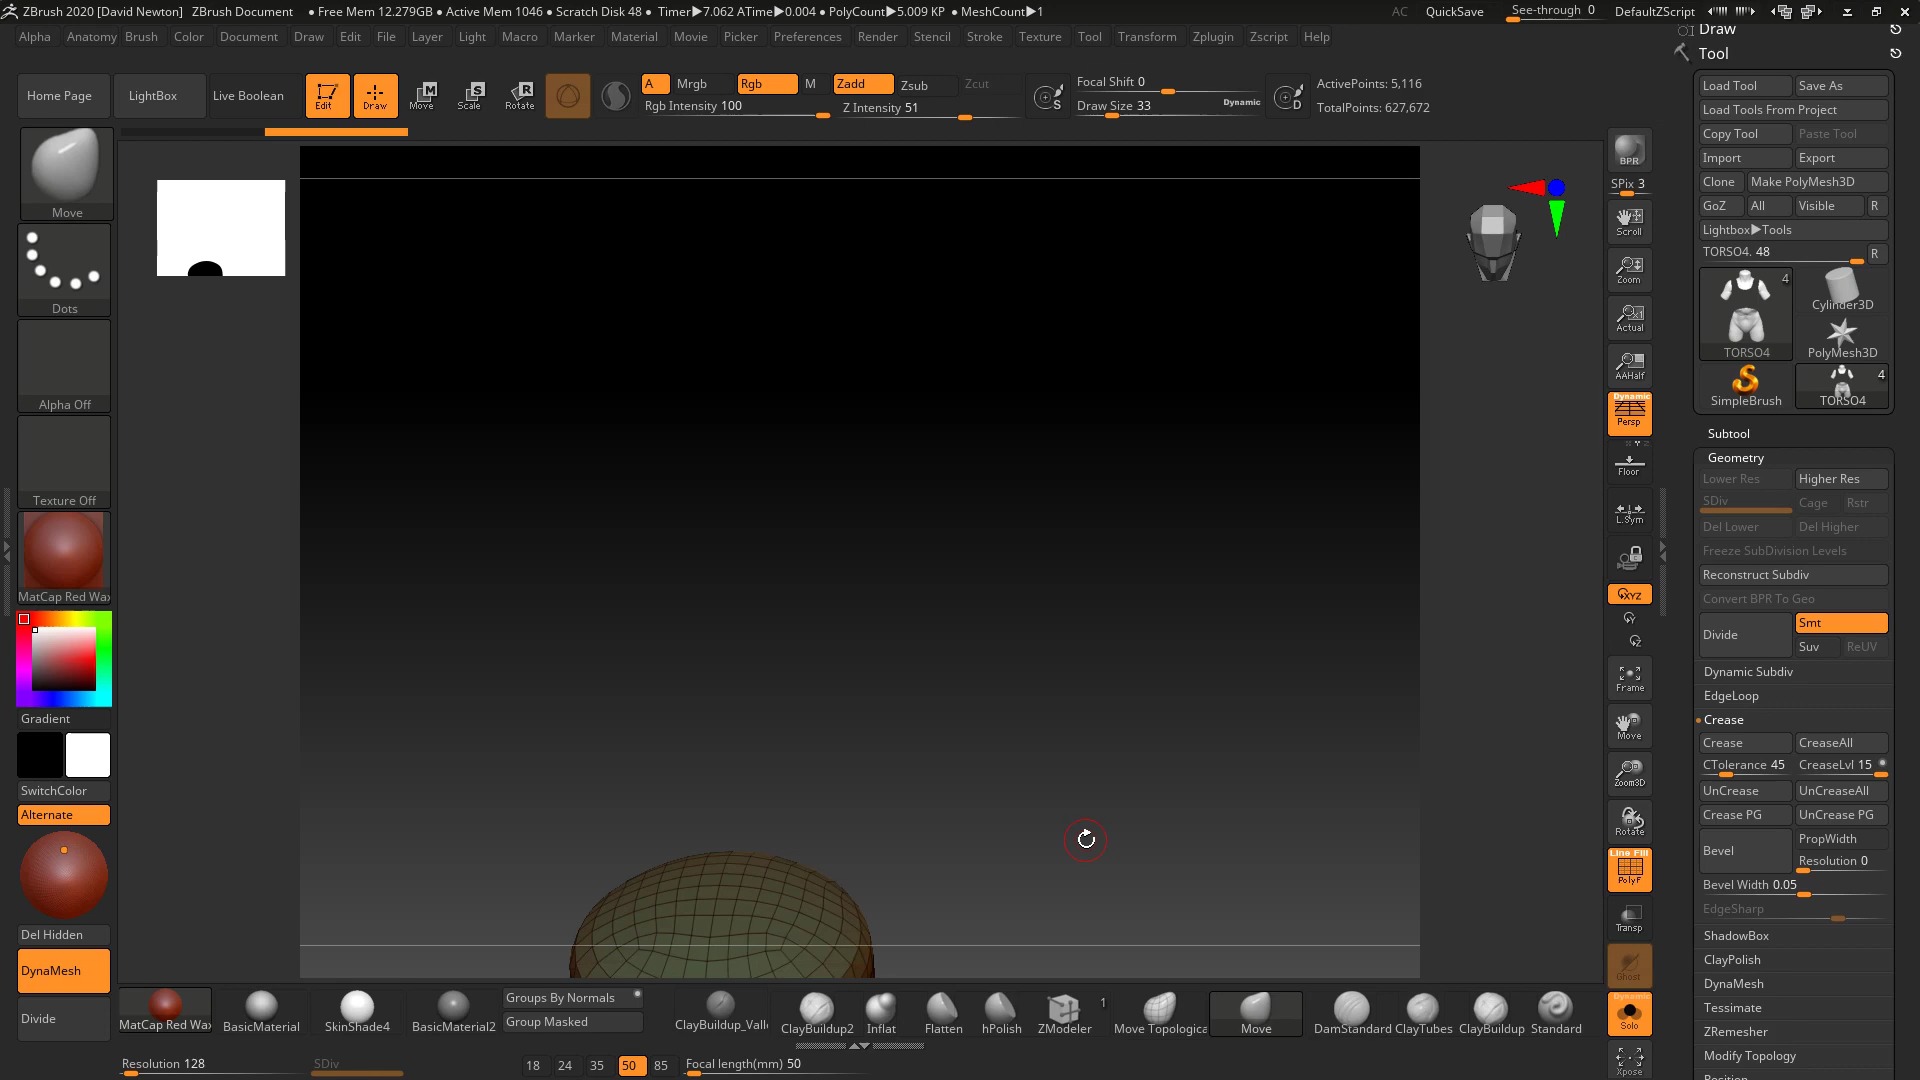 ZBrush 2020 [David Newton] ZBrush Document ● Free Mem 12.279GB ● Active Mem 1046 ● Scratch Disk 48 ● Timer▶7.062 ATime▶0.004 ● PolyCount▶5.009 KP ● MeshCount▶1 AC QuickSave See-through 0 DefaultZScript
Alpha Anatomy Brush Color Document Draw Edit File Layer Light Macro Marker Material Movie Picker Preferences Render Stencil Stroke Texture Tool Transform Zplugin Zscript Help
Draw
Tool
Home Page LightBox Live Boolean Edit Draw Move Scale Rotate
A Mrgb Rgb M Zadd Zsub Zcut
Rgb Intensity 100 Z Intensity 51
Focal Shift 0
Draw Size 33 Dynamic
ActivePoints: 5,116
TotalPoints: 627,672
Move
Dots
Alpha Off
Texture Off
MatCap Red Wax
Gradient
SwitchColor
Alternate
Del Hidden
DynaMesh
Divide
BPR
SPix 3
Scroll
Zoom
Actual
AAHalf
Dynamic
Persp
Floor
L.Sym
XYZ
Frame
Move
Zoom3D
Rotate
Line Fill
PolyF
Transp
Ghost
Dynamic
Solo
Xpose
Load Tool Save As
Load Tools From Project
Copy Tool Paste Tool
Import Export
Clone Make PolyMesh3D
GoZ All Visible R
Lightbox▶Tools
TORSO4. 48 R
4
TORSO4
Cylinder3D
PolyMesh3D
SimpleBrush
4
TORSO4
Subtool
Geometry
Lower Res Higher Res
SDiv Cage Rstr
Del Lower Del Higher
Freeze SubDivision Levels
Reconstruct Subdiv
Convert BPR To Geo
Divide Smt
Suv ReUV
Dynamic Subdiv
EdgeLoop
Crease
Crease CreaseAll
CTolerance 45 CreaseLvl 15
UnCrease UnCreaseAll
Crease PG UnCrease PG
Bevel PropWidth
Resolution 0
Bevel Width 0.05
EdgeSharp
ShadowBox
ClayPolish
DynaMesh
Tessimate
ZRemesher
Modify Topology
MatCap Red Wax BasicMaterial SkinShade4 BasicMaterial2
Groups By Normals
Group Masked
ClayBuildup2 Inflat Flatten hPolish ZModeler 1 Move Topologica Move DamStandard ClayTubes ClayBuildup Standard
Resolution 128 SDiv 18 24 35 50 85 Focal length(mm) 50